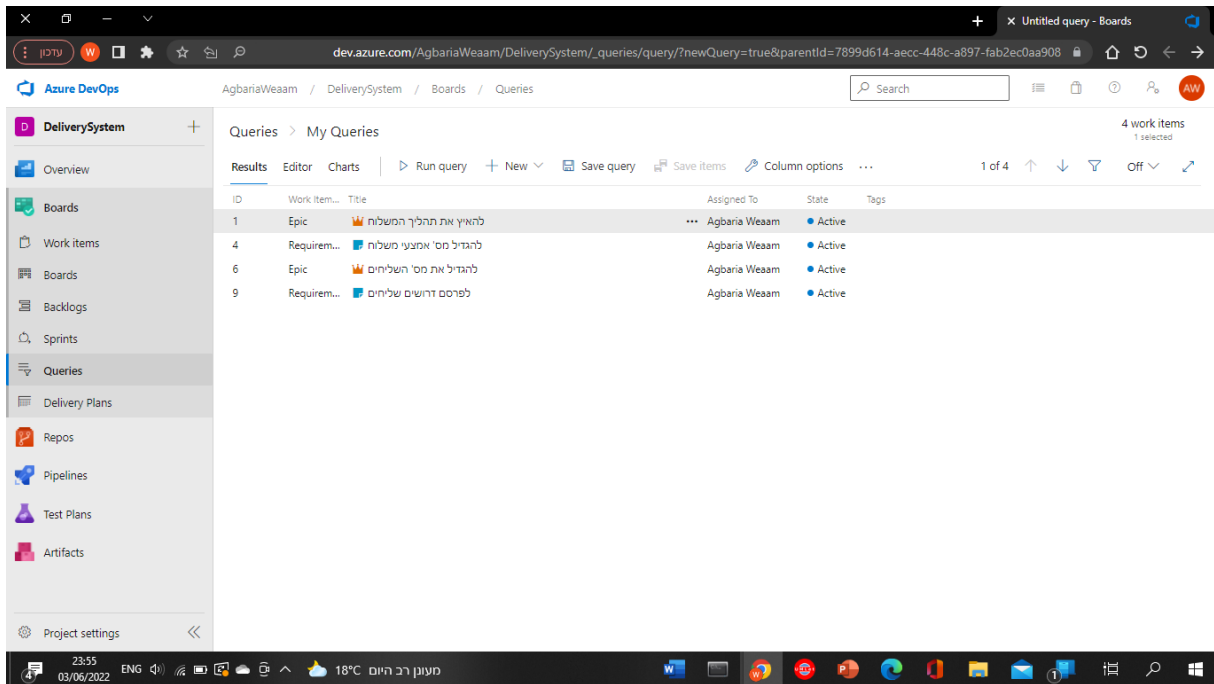 Untitled query - Boards
עדכון
W
dev.azure.com/AgbariaWeaam/DeliverySystem/_queries/query/?newQuery=true&parentId=7899d614-aecc-448c-a897-fab2ec0aa908
Azure DevOps
AgbariaWeaam / DeliverySystem / Boards / Queries
Search
AW
D DeliverySystem
Queries > My Queries
4 work items
1 selected
Overview
Results Editor Charts Run query New Save query Save items Column options ... 1 of 4 Off
Boards
ID Work Item... Title Assigned To State Tags
1 Epic להאיץ את תהליך המשלוח ... Agbaria Weaam Active
Work items
4 Requirem... להגדיל מס' אמצעי משלוח Agbaria Weaam Active
Boards
6 Epic להגדיל את מס' השליחים Agbaria Weaam Active
Backlogs
9 Requirem... לפרסם דרושים שליחים Agbaria Weaam Active
Sprints
Queries
Delivery Plans
Repos
Pipelines
Test Plans
Artifacts
Project settings
23:55
03/06/2022
4
ENG
18°C מעונן רב היום
1